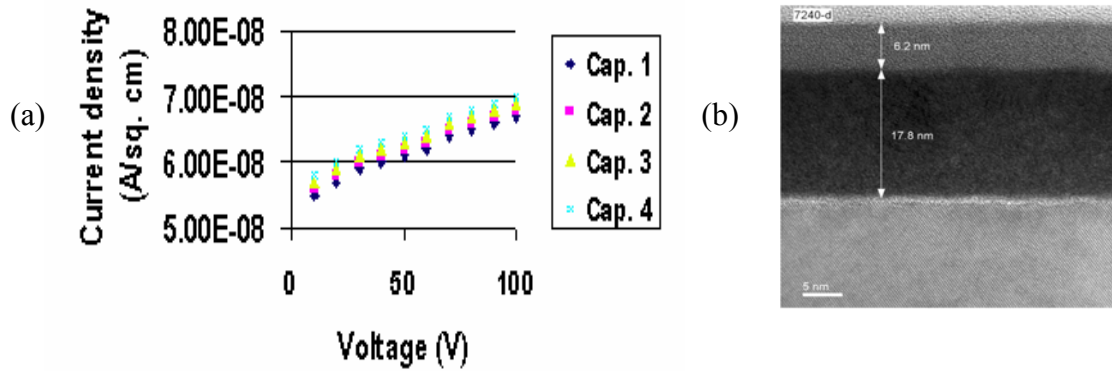 (a)
Current density
(A/sq. cm)
8.00E-08
7.00E-08
6.00E-08
5.00E-08
0
50
100
Voltage (V)
Cap. 1
Cap. 2
Cap. 3
Cap. 4
(b)
7240-d
6.2 nm
17.8 nm
5 nm